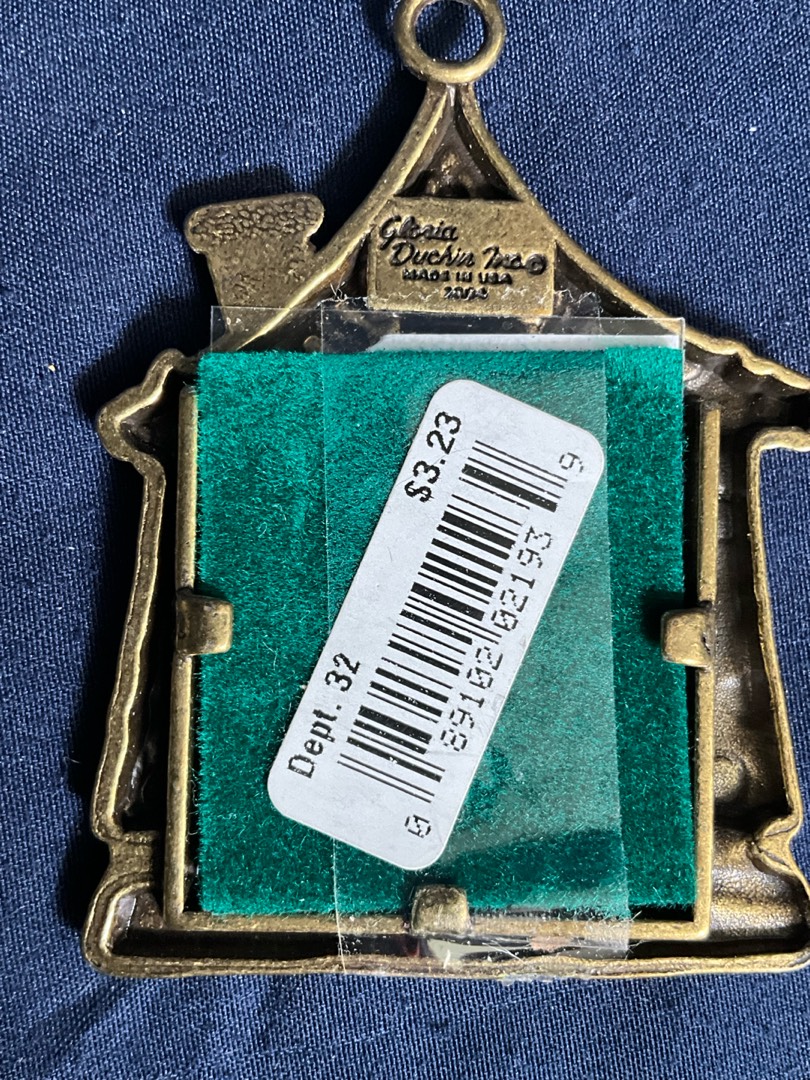 Gloria
Duchin Inc.©
MADE IN USA
$3.23
0 89102 02193 9
Dept. 32